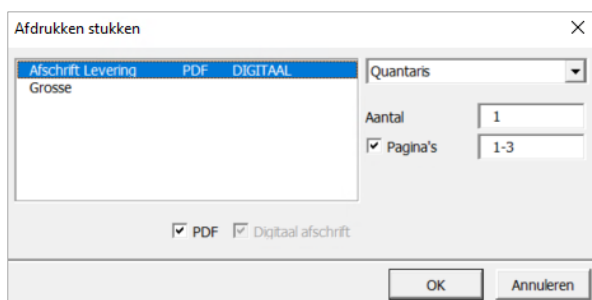 Afdrukken stukken
Afschrift Levering PDF DIGITAAL
Grosse
Quantaris
Aantal 1
Pagina's 1-3
PDF Digitaal afschrift
OK Annuleren